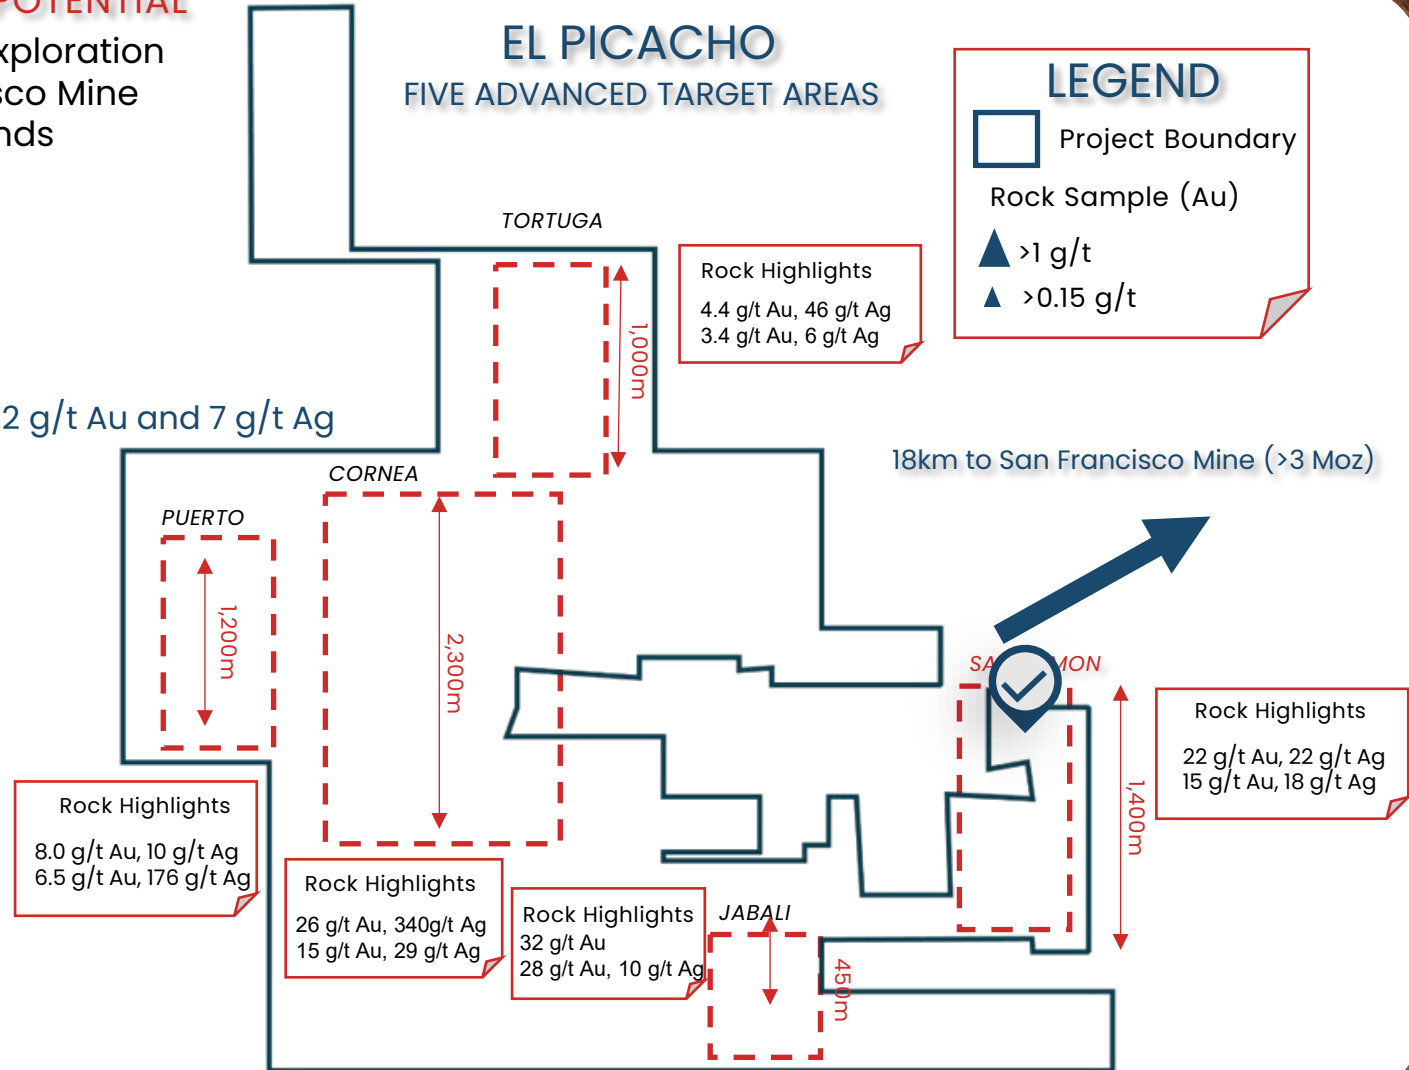 POTENTIAL
xploration
sco Mine
nds
EL PICACHO
FIVE ADVANCED TARGET AREAS
LEGEND
Project Boundary
Rock Sample (Au)
>1 g/t
>0.15 g/t
TORTUGA
Rock Highlights
4.4 g/t Au, 46 g/t Ag
3.4 g/t Au, 6 g/t Ag
1,000m
2 g/t Au and 7 g/t Ag
18km to San Francisco Mine (>3 Moz)
CORNEA
PUERTO
1,200m
2,300m
Rock Highlights
22 g/t Au, 22 g/t Ag
15 g/t Au, 18 g/t Ag
1,400m
Rock Highlights
8.0 g/t Au, 10 g/t Ag
6.5 g/t Au, 176 g/t Ag
Rock Highlights
26 g/t Au, 340g/t Ag
15 g/t Au, 29 g/t Ag
Rock Highlights
32 g/t Au
28 g/t Au, 10 g/t Ag
JABALI
450m